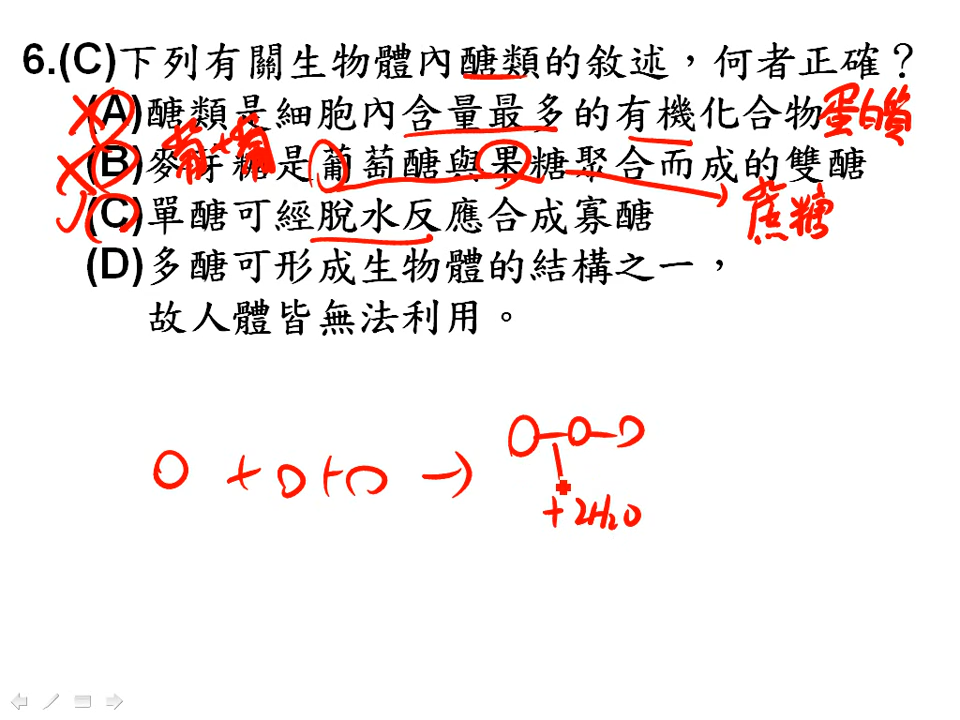 6.(C)下列有關生物體內醣類的敘述，何者正確？
(A)醣類是細胞內含量最多的有機化合物 蛋白質
(B)麥芽糖是葡萄醣與果糖聚合而成的雙醣
葡+葡
蔗糖
(C)單醣可經脫水反應合成寡醣
(D)多醣可形成生物體的結構之一，
故人體皆無法利用。
O + O + O → O-O-O
+2H₂O